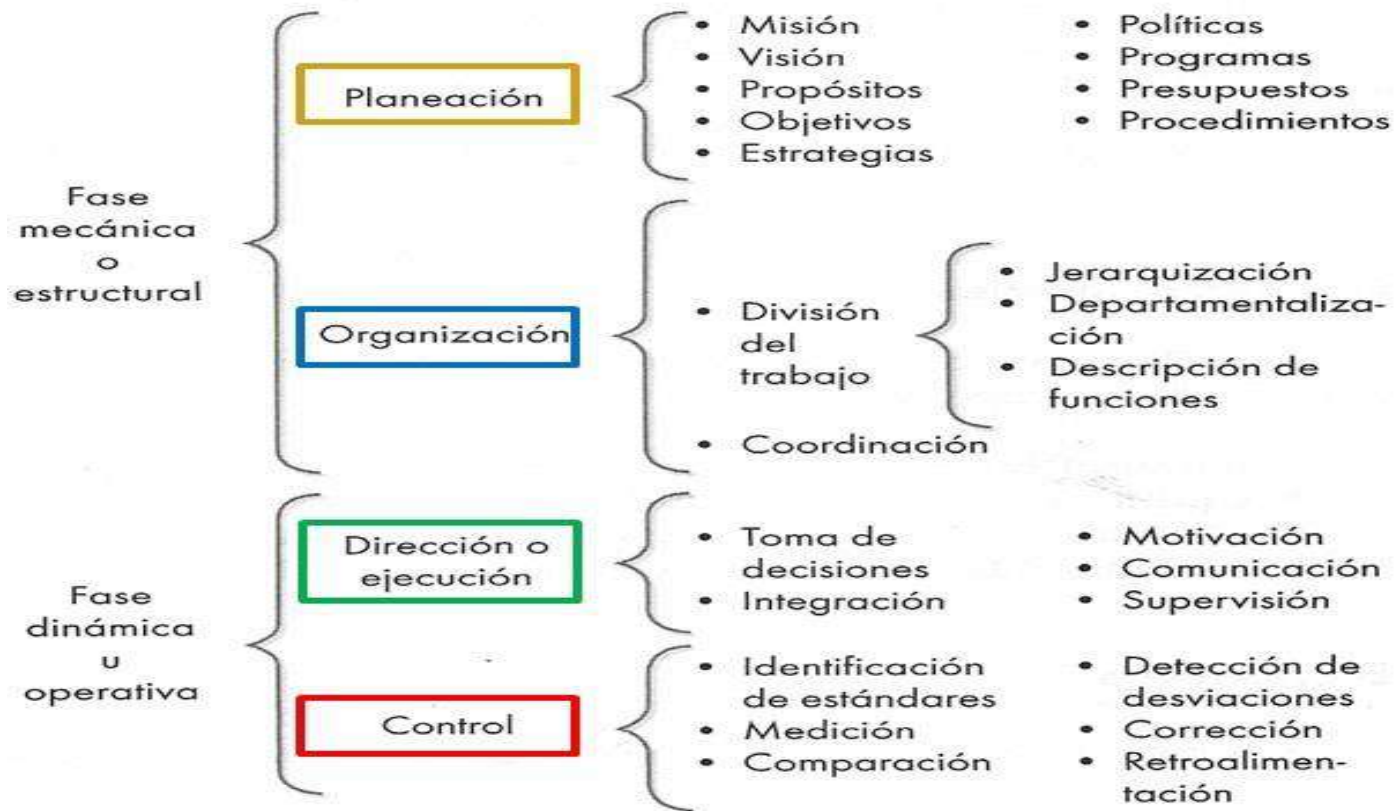 Fase
mecánica
o
estructural
Planeación
• Misión
• Visión
• Propósitos
• Objetivos
• Estrategias
• Políticas
• Programas
• Presupuestos
• Procedimientos
Organización
• División
del
trabajo
• Jerarquización
• Departamentaliza-
ción
• Descripción de
funciones
• Coordinación
Fase
dinámica
u
operativa
Dirección o
ejecución
• Toma de
decisiones
• Integración
• Motivación
• Comunicación
• Supervisión
Control
• Identificación
de estándares
• Medición
• Comparación
• Detección de
desviaciones
• Corrección
• Retroalimen-
tación